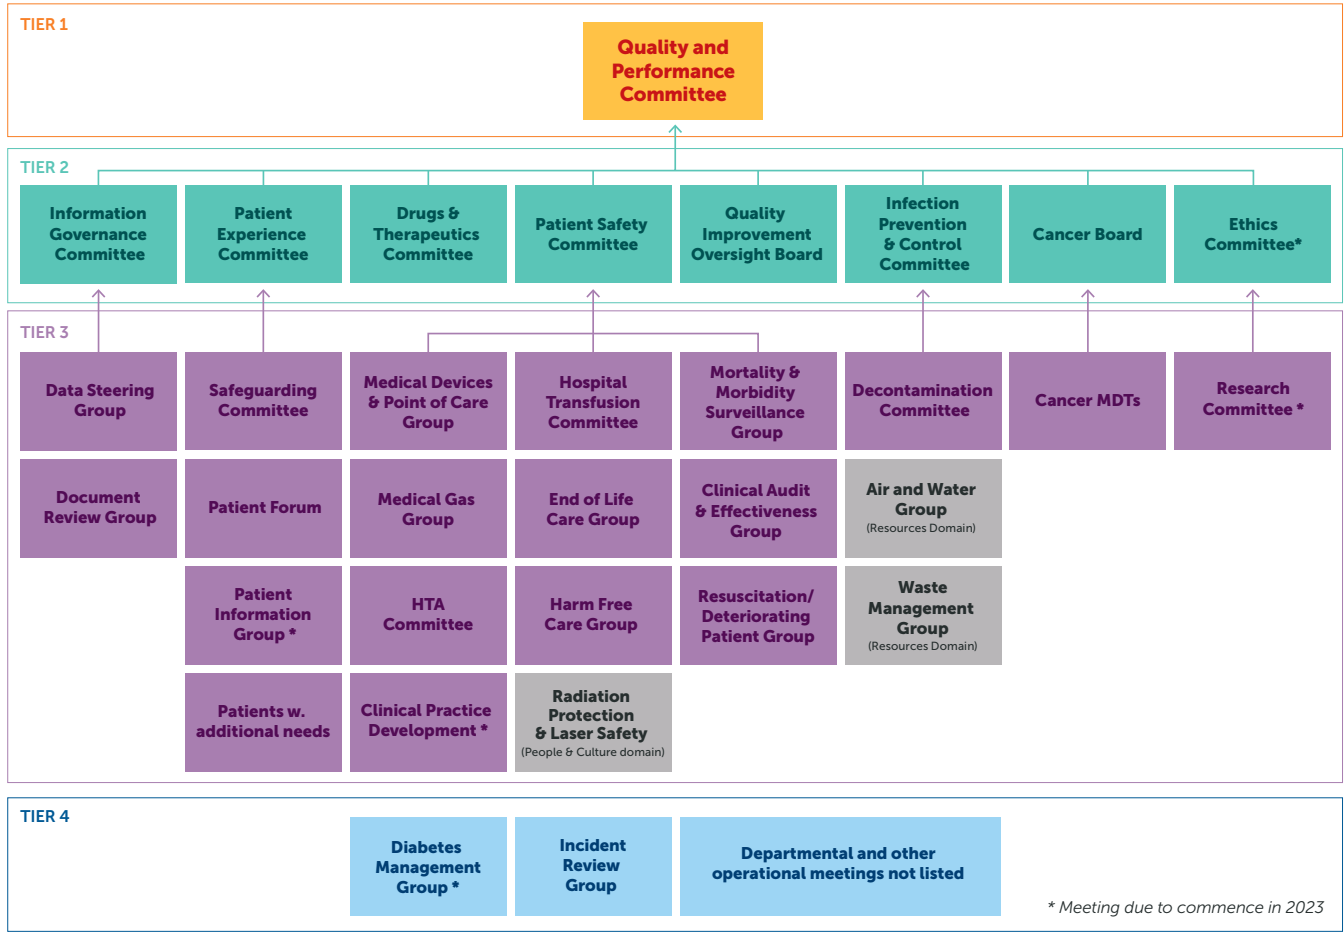 TIER 1
Quality and
Performance
Committee
TIER 2
Information
Governance
Committee
Patient
Experience
Committee
Drugs &
Therapeutics
Committee
Patient Safety
Committee
Quality
Improvement
Oversight Board
Infection
Prevention
& Control
Committee
Cancer Board
Ethics
Committee*
TIER 3
Data Steering
Group
Safeguarding
Committee
Medical Devices
& Point of Care
Group
Hospital
Transfusion
Committee
Mortality &
Morbidity
Surveillance
Group
Decontamination
Committee
Cancer MDTs
Research
Committee *
Document
Review Group
Patient Forum
Medical Gas
Group
End of Life
Care Group
Clinical Audit
& Effectiveness
Group
Air and Water
Group
(Resources Domain)
Patient
Information
Group *
HTA
Committee
Harm Free
Care Group
Resuscitation/
Deteriorating
Patient Group
Waste
Management
Group
(Resources Domain)
Patients w.
additional needs
Clinical Practice
Development *
Radiation
Protection
& Laser Safety
(People & Culture domain)
TIER 4
Diabetes
Management
Group *
Incident
Review
Group
Departmental and other
operational meetings not listed
* Meeting due to commence in 2023